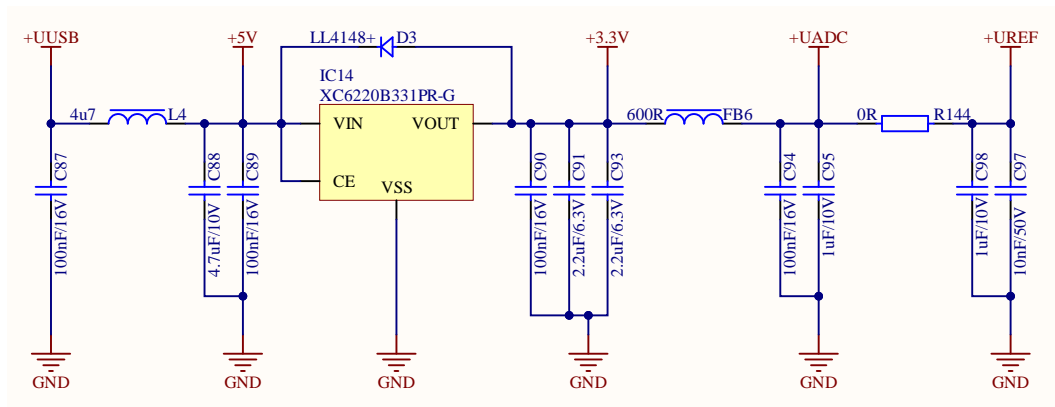 +UUSB
+5V
LL4148+
D3
+3.3V
+UADC
+UREF
IC14
XC6220B331PR-G
4u7
L4
VIN
VOUT
600R
FB6
0R
R144
CE
VSS
C87
100nF/16V
C88
4.7uF/10V
C89
100nF/16V
C90
100nF/16V
C91
2.2uF/6.3V
C93
2.2uF/6.3V
C94
100nF/16V
C95
1uF/10V
C98
1uF/10V
C97
10nF/50V
GND
GND
GND
GND
GND
GND